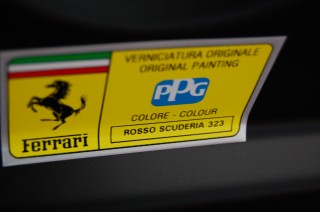 VERNICIATURA ORIGINALE
ORIGINAL PAINTING
PPG
COLORE - COLOUR
ROSSO SCUDERIA 323
Ferrari